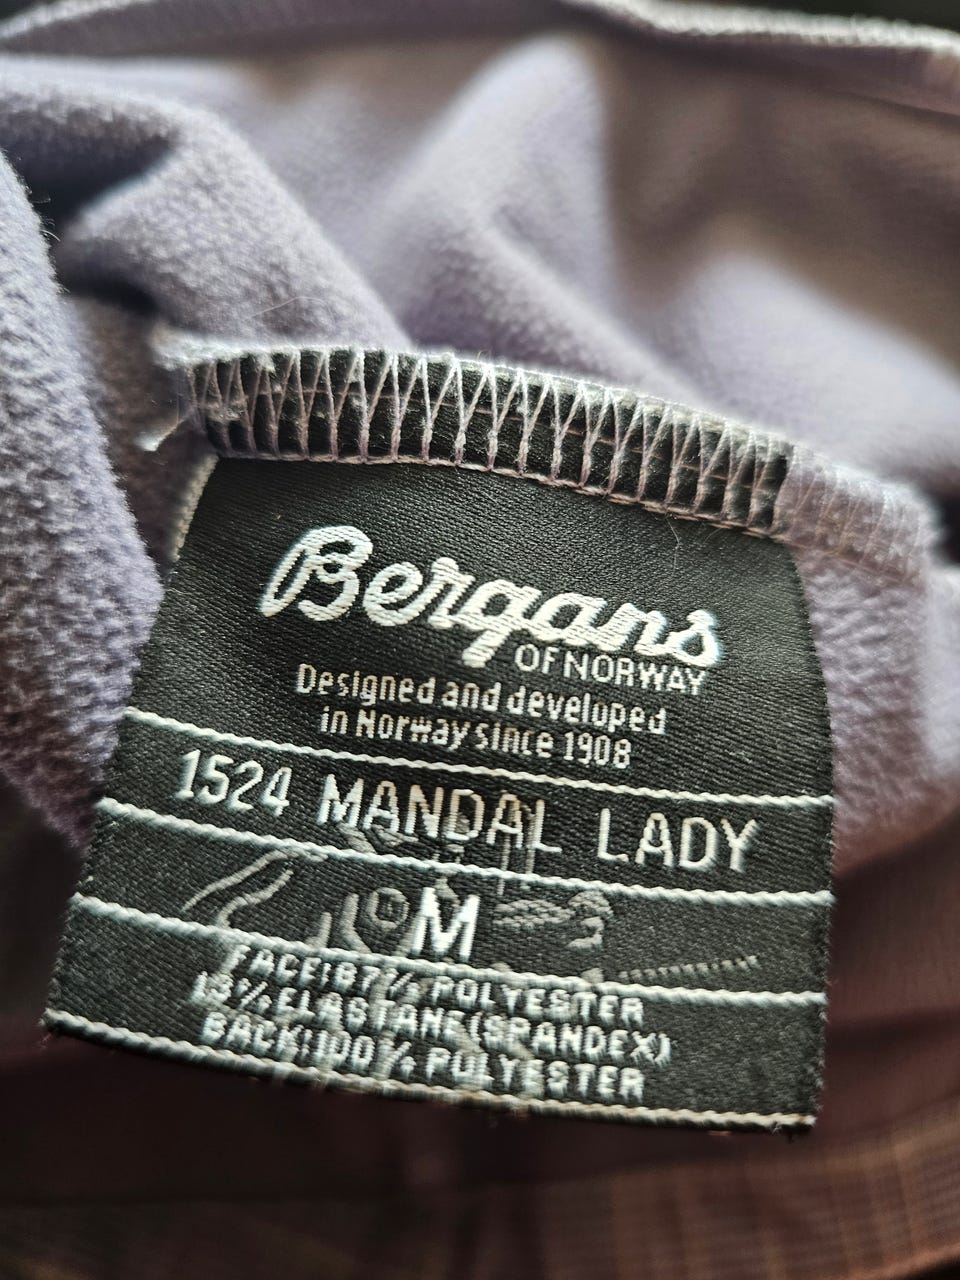 Bergans
OF NORWAY
Designed and developed
in Norway since 1908
1524 MANDAL LADY
M
FACE:87% POLYESTER
13% ELASTANE(SPANDEX)
BACK:100% POLYESTER